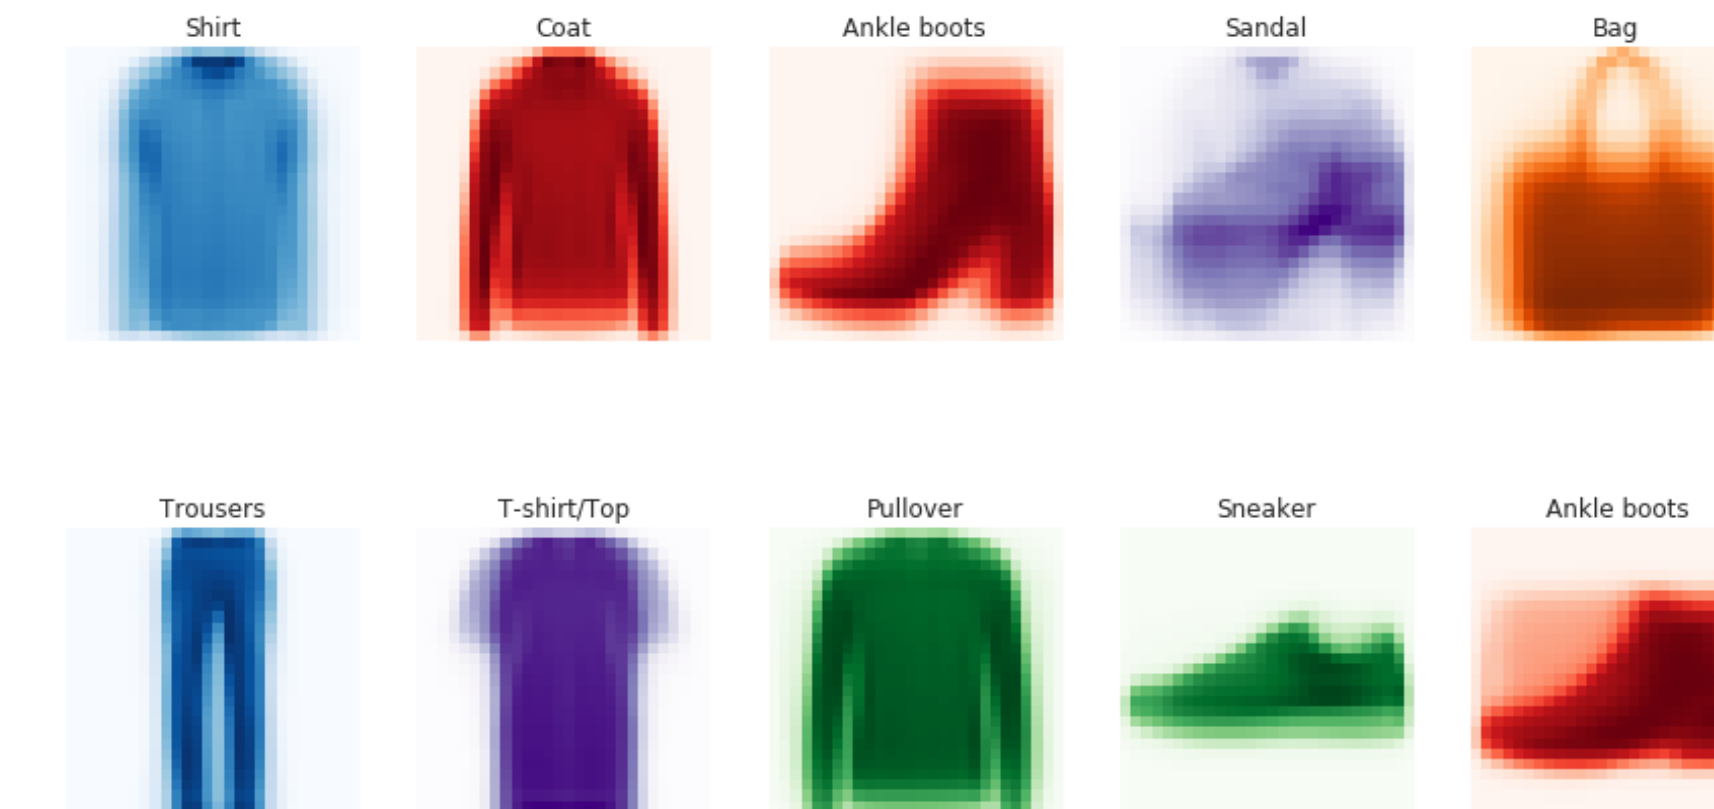 Shirt
Coat
Ankle boots
Sandal
Bag
Trousers
T-shirt/Top
Pullover
Sneaker
Ankle boots